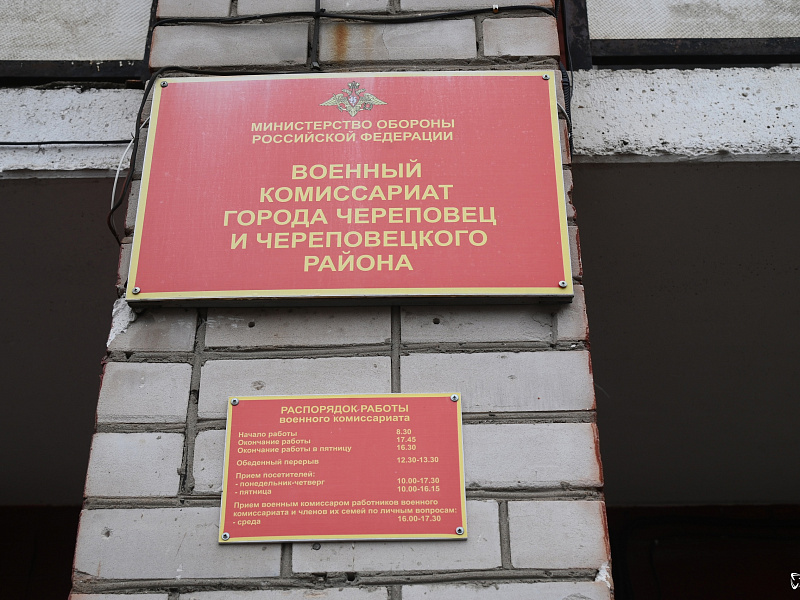 МИНИСТЕРСТВО ОБОРОНЫ
РОССИЙСКОЙ ФЕДЕРАЦИИ
ВОЕННЫЙ
КОМИССАРИАТ
ГОРОДА ЧЕРЕПОВЕЦ
И ЧЕРЕПОВЕЦКОГО
РАЙОНА
РАСПОРЯДОК РАБОТЫ
военного комиссариата
Начало работы 8.30
Окончание работы 17.45
Окончание работы в пятницу 16.30
Обеденный перерыв 12.30-13.30
Прием посетителей:
- понедельник-четверг 10.00-17.30
- пятница 10.00-16.15
Прием военным комиссаром работников военного
комиссариата и членов их семей по личным вопросам:
- среда 16.00-17.30